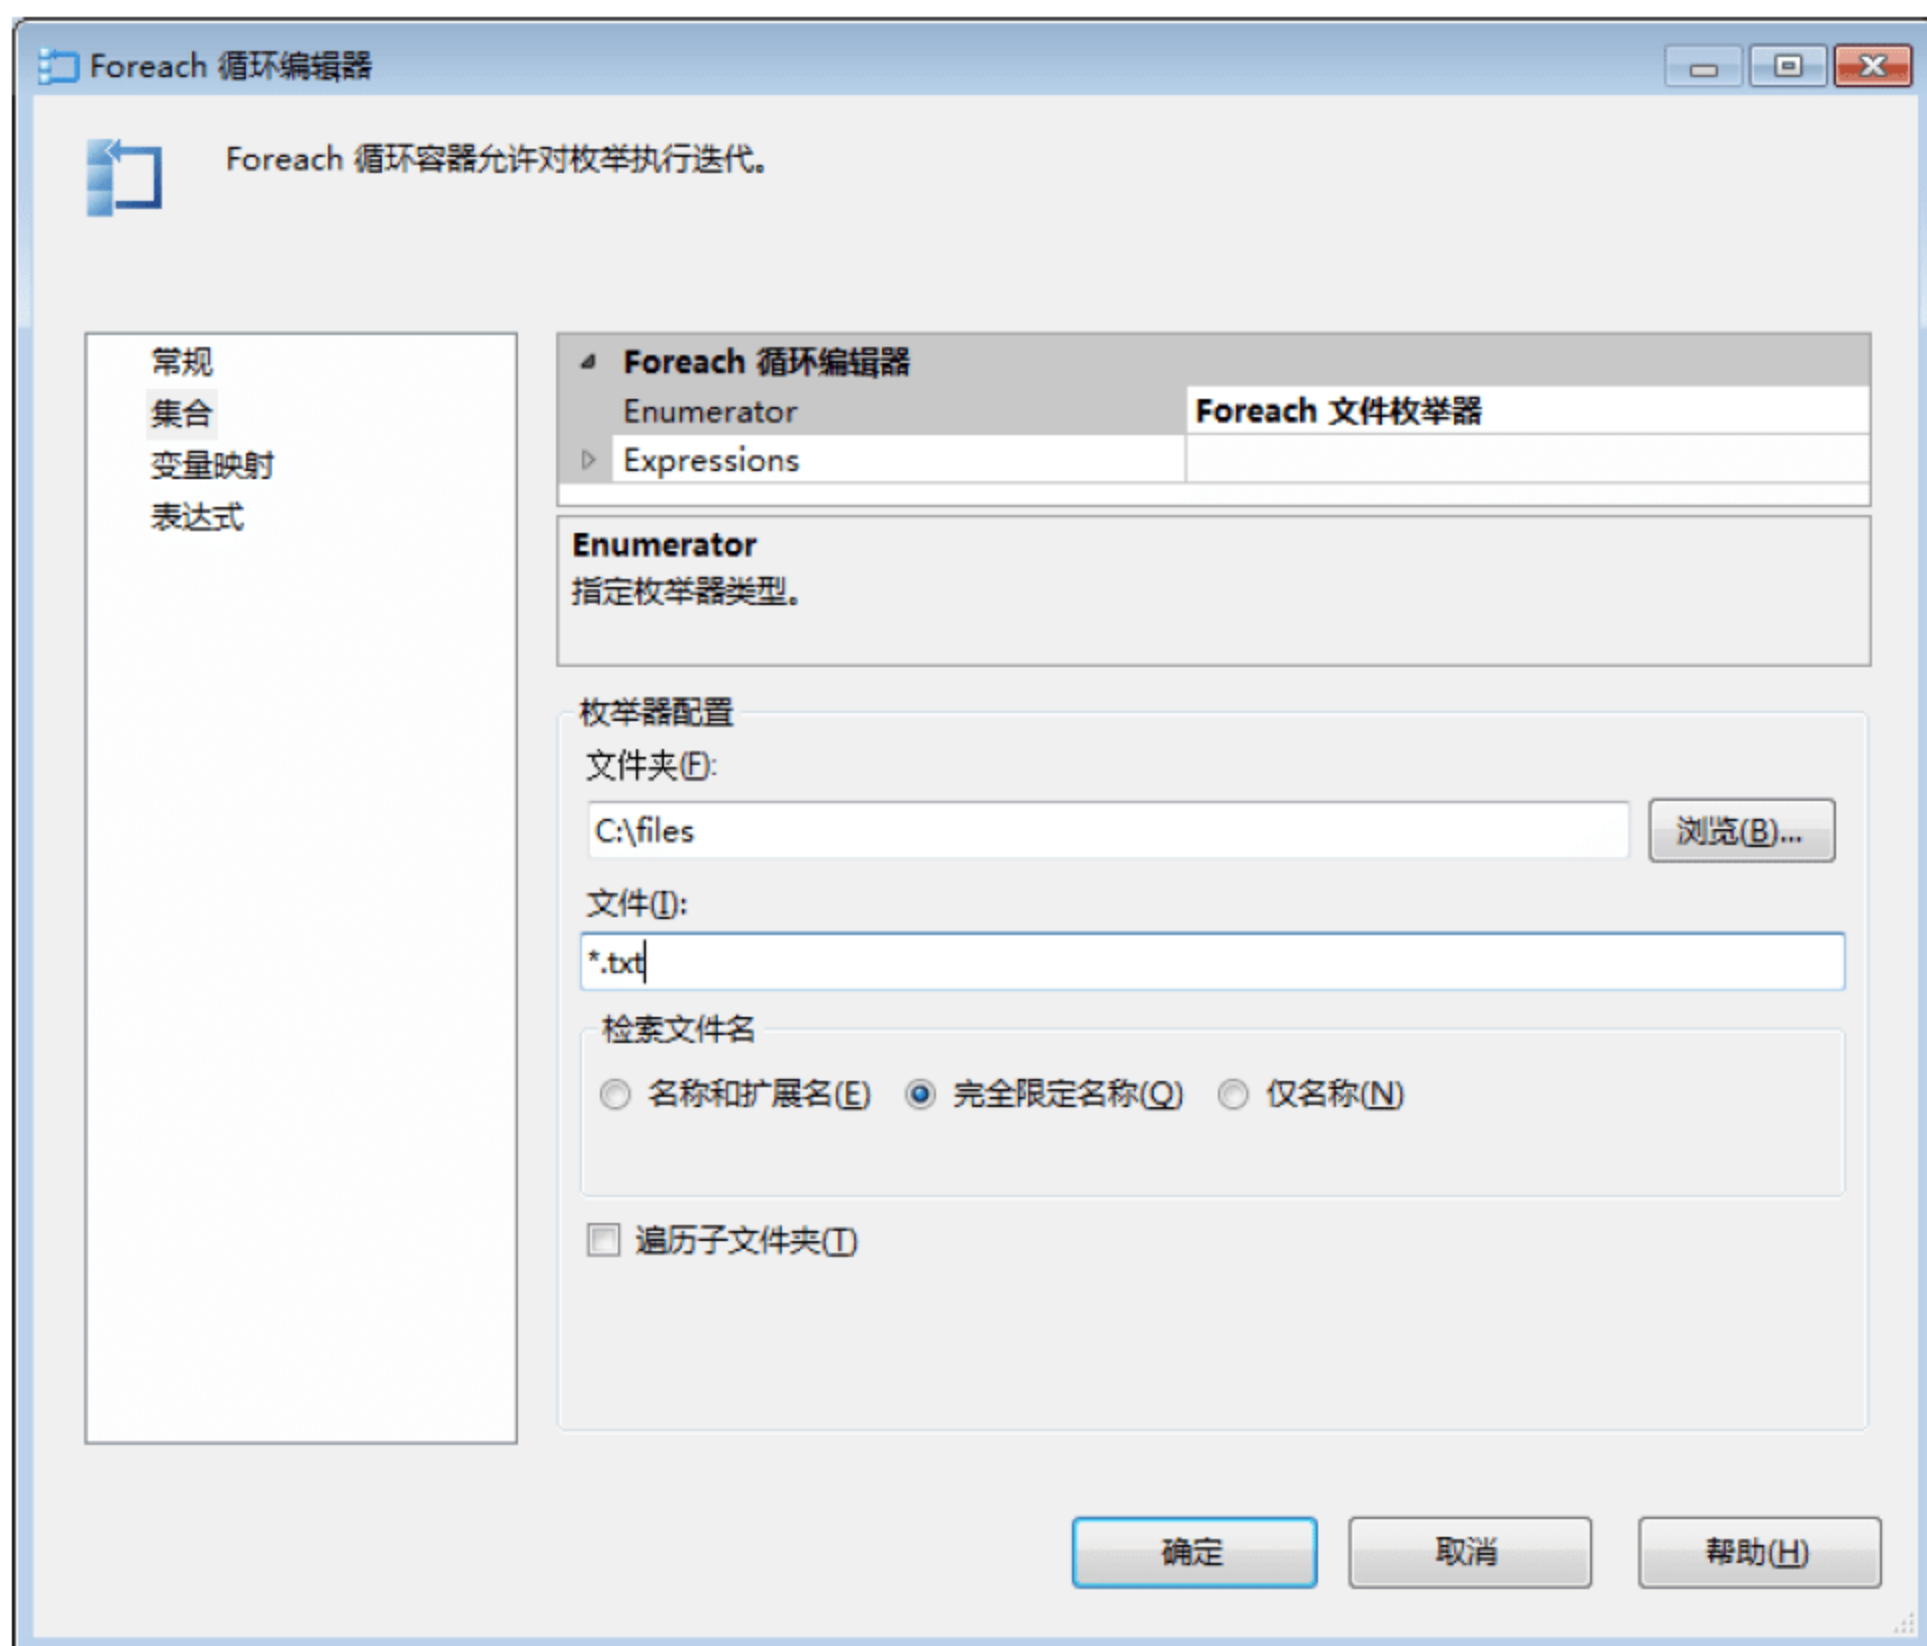 Foreach 循环编辑器
Foreach 循环容器允许对枚举执行迭代。
常规
集合
变量映射
表达式
Foreach 循环编辑器
Enumerator Foreach 文件枚举器
Expressions
Enumerator
指定枚举器类型。
枚举器配置
文件夹(F):
C:\files 浏览(B)...
文件(I):
*.txt
检索文件名
名称和扩展名(E) 完全限定名称(Q) 仅名称(N)
遍历子文件夹(T)
确定 取消 帮助(H)